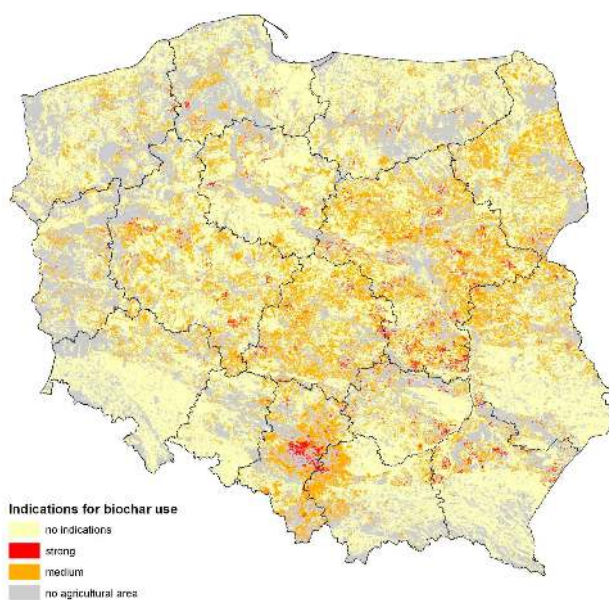 Indications for biochar use
no indications
strong
medium
no agricultural area